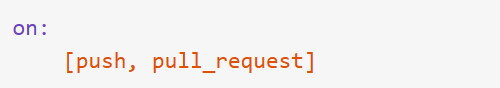 on:
    [push, pull_request]